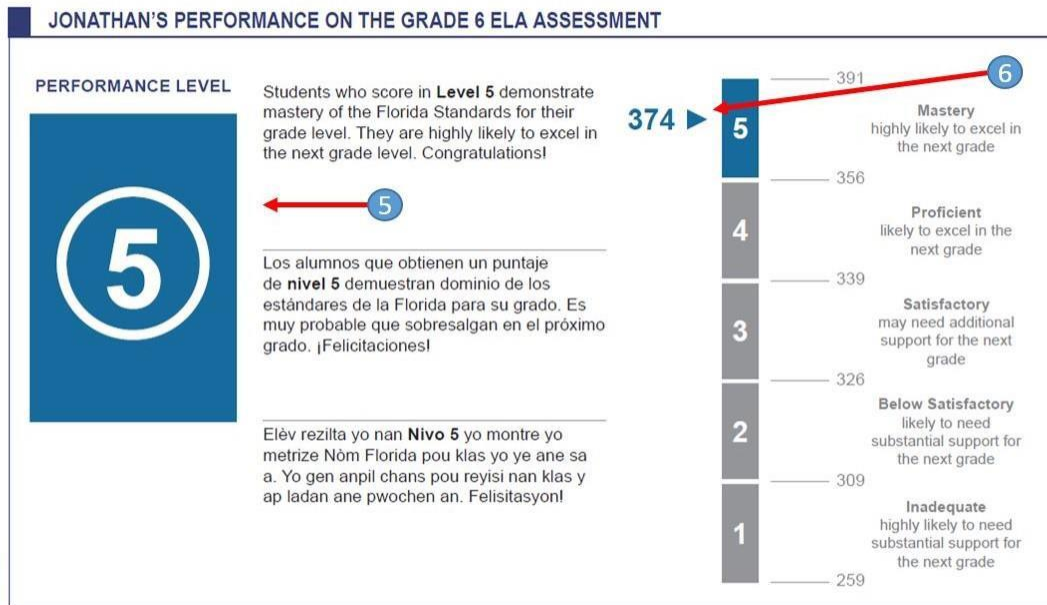 JONATHAN'S PERFORMANCE ON THE GRADE 6 ELA ASSESSMENT
PERFORMANCE LEVEL
5
Students who score in Level 5 demonstrate
mastery of the Florida Standards for their
grade level. They are highly likely to excel in
the next grade level. Congratulations!
5
Los alumnos que obtienen un puntaje
de nivel 5 demuestran dominio de los
estándares de la Florida para su grado. Es
muy probable que sobresalgan en el próximo
grado. ¡Felicitaciones!
Elèv rezilta yo nan Nivo 5 yo montre yo
metrize Nòm Florida pou klas yo ye ane sa
a. Yo gen anpil chans pou reyisi nan klas y
ap ladan ane pwochen an. Felisitasyon!
374
6
391
5
Mastery
highly likely to excel in
the next grade
356
4
Proficient
likely to excel in the
next grade
339
3
Satisfactory
may need additional
support for the next
grade
326
2
Below Satisfactory
likely to need
substantial support for
the next grade
309
1
Inadequate
highly likely to need
substantial support for
the next grade
259